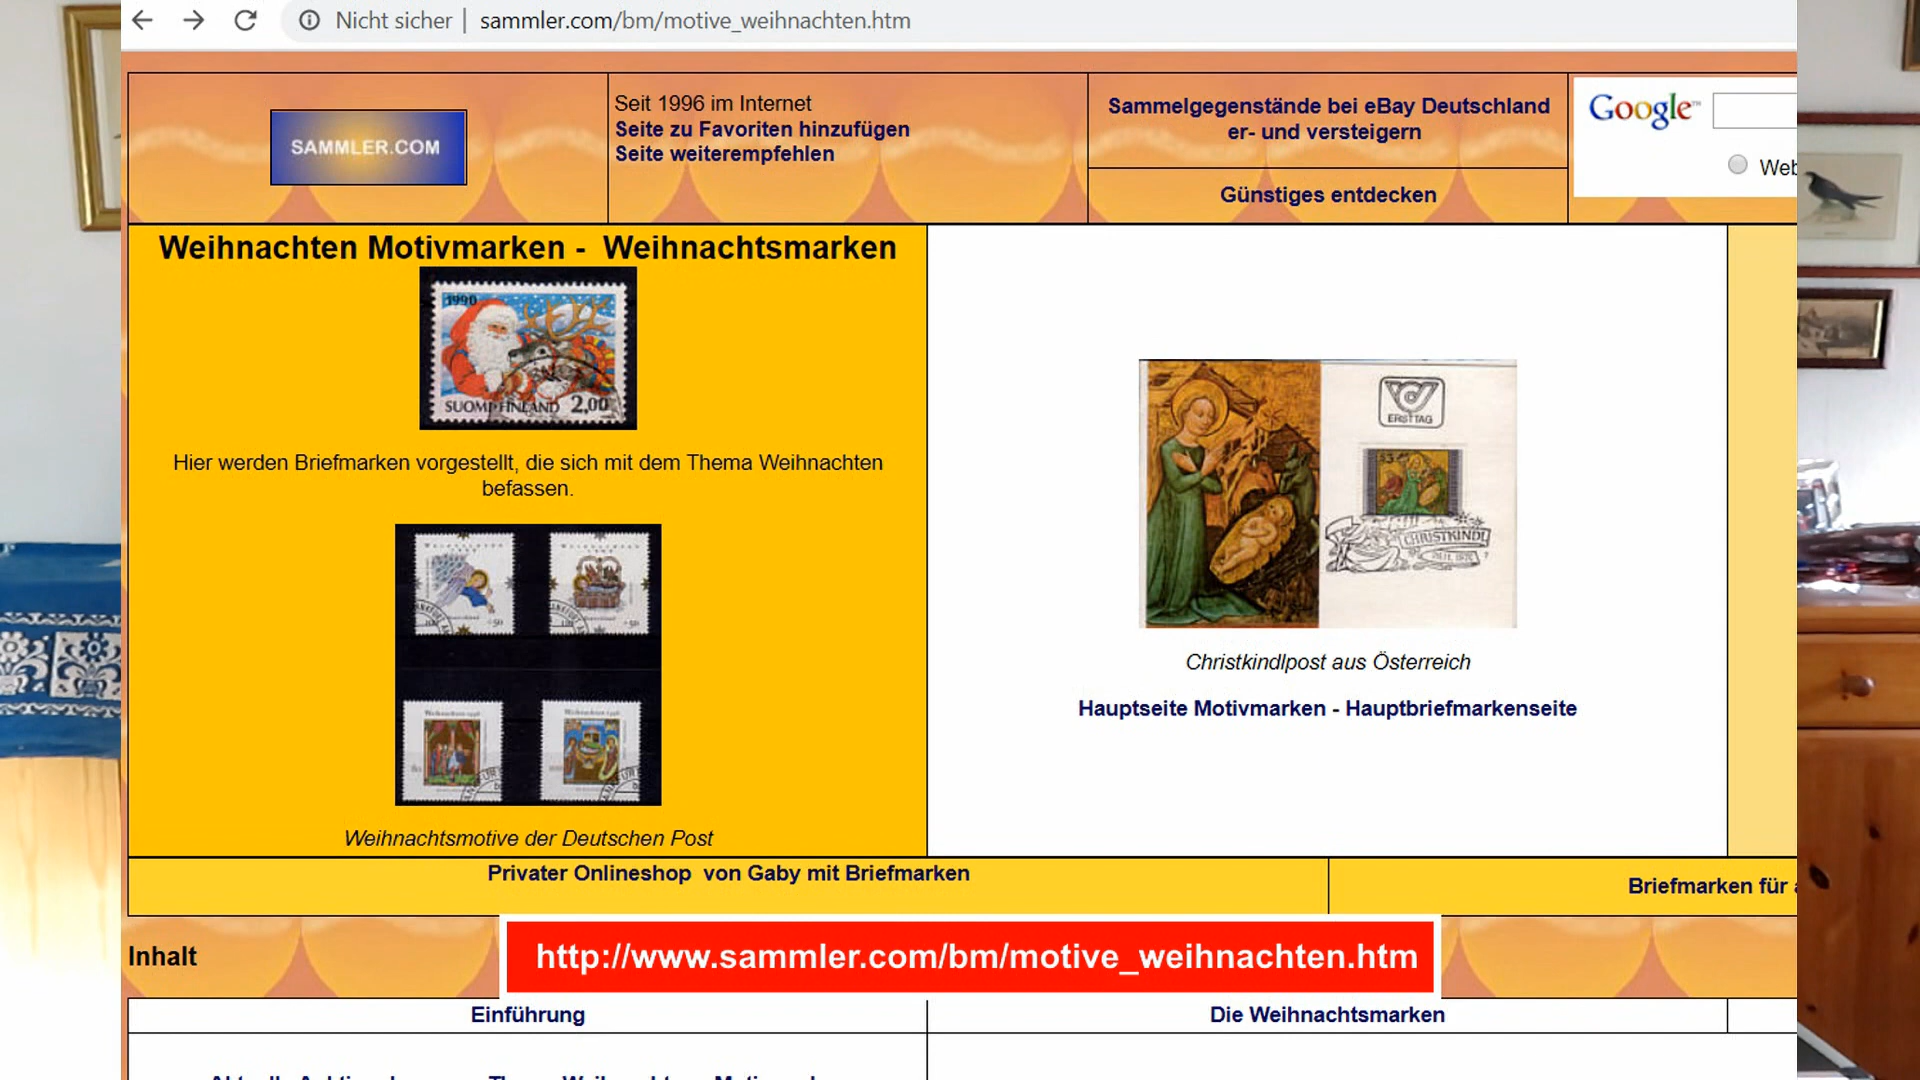 Nicht sicher | sammler.com/bm/motive_weihnachten.htm
SAMMLER.COM
Seit 1996 im Internet
Seite zu Favoriten hinzufügen
Seite weiterempfehlen
Sammelgegenstände bei eBay Deutschland
er- und versteigern
Günstiges entdecken
Google™
Web
Weihnachten Motivmarken - Weihnachtsmarken
1990
SUOMI FINLAND 2,00
Hier werden Briefmarken vorgestellt, die sich mit dem Thema Weihnachten
befassen.
Weihnachtsmotive der Deutschen Post
ERSTTAG
CHRISTKINDL
Christkindlpost aus Österreich
Hauptseite Motivmarken - Hauptbriefmarkenseite
Privater Onlineshop von Gaby mit Briefmarken
Briefmarken für
Inhalt
http://www.sammler.com/bm/motive_weihnachten.htm
Einführung
Die Weihnachtsmarken